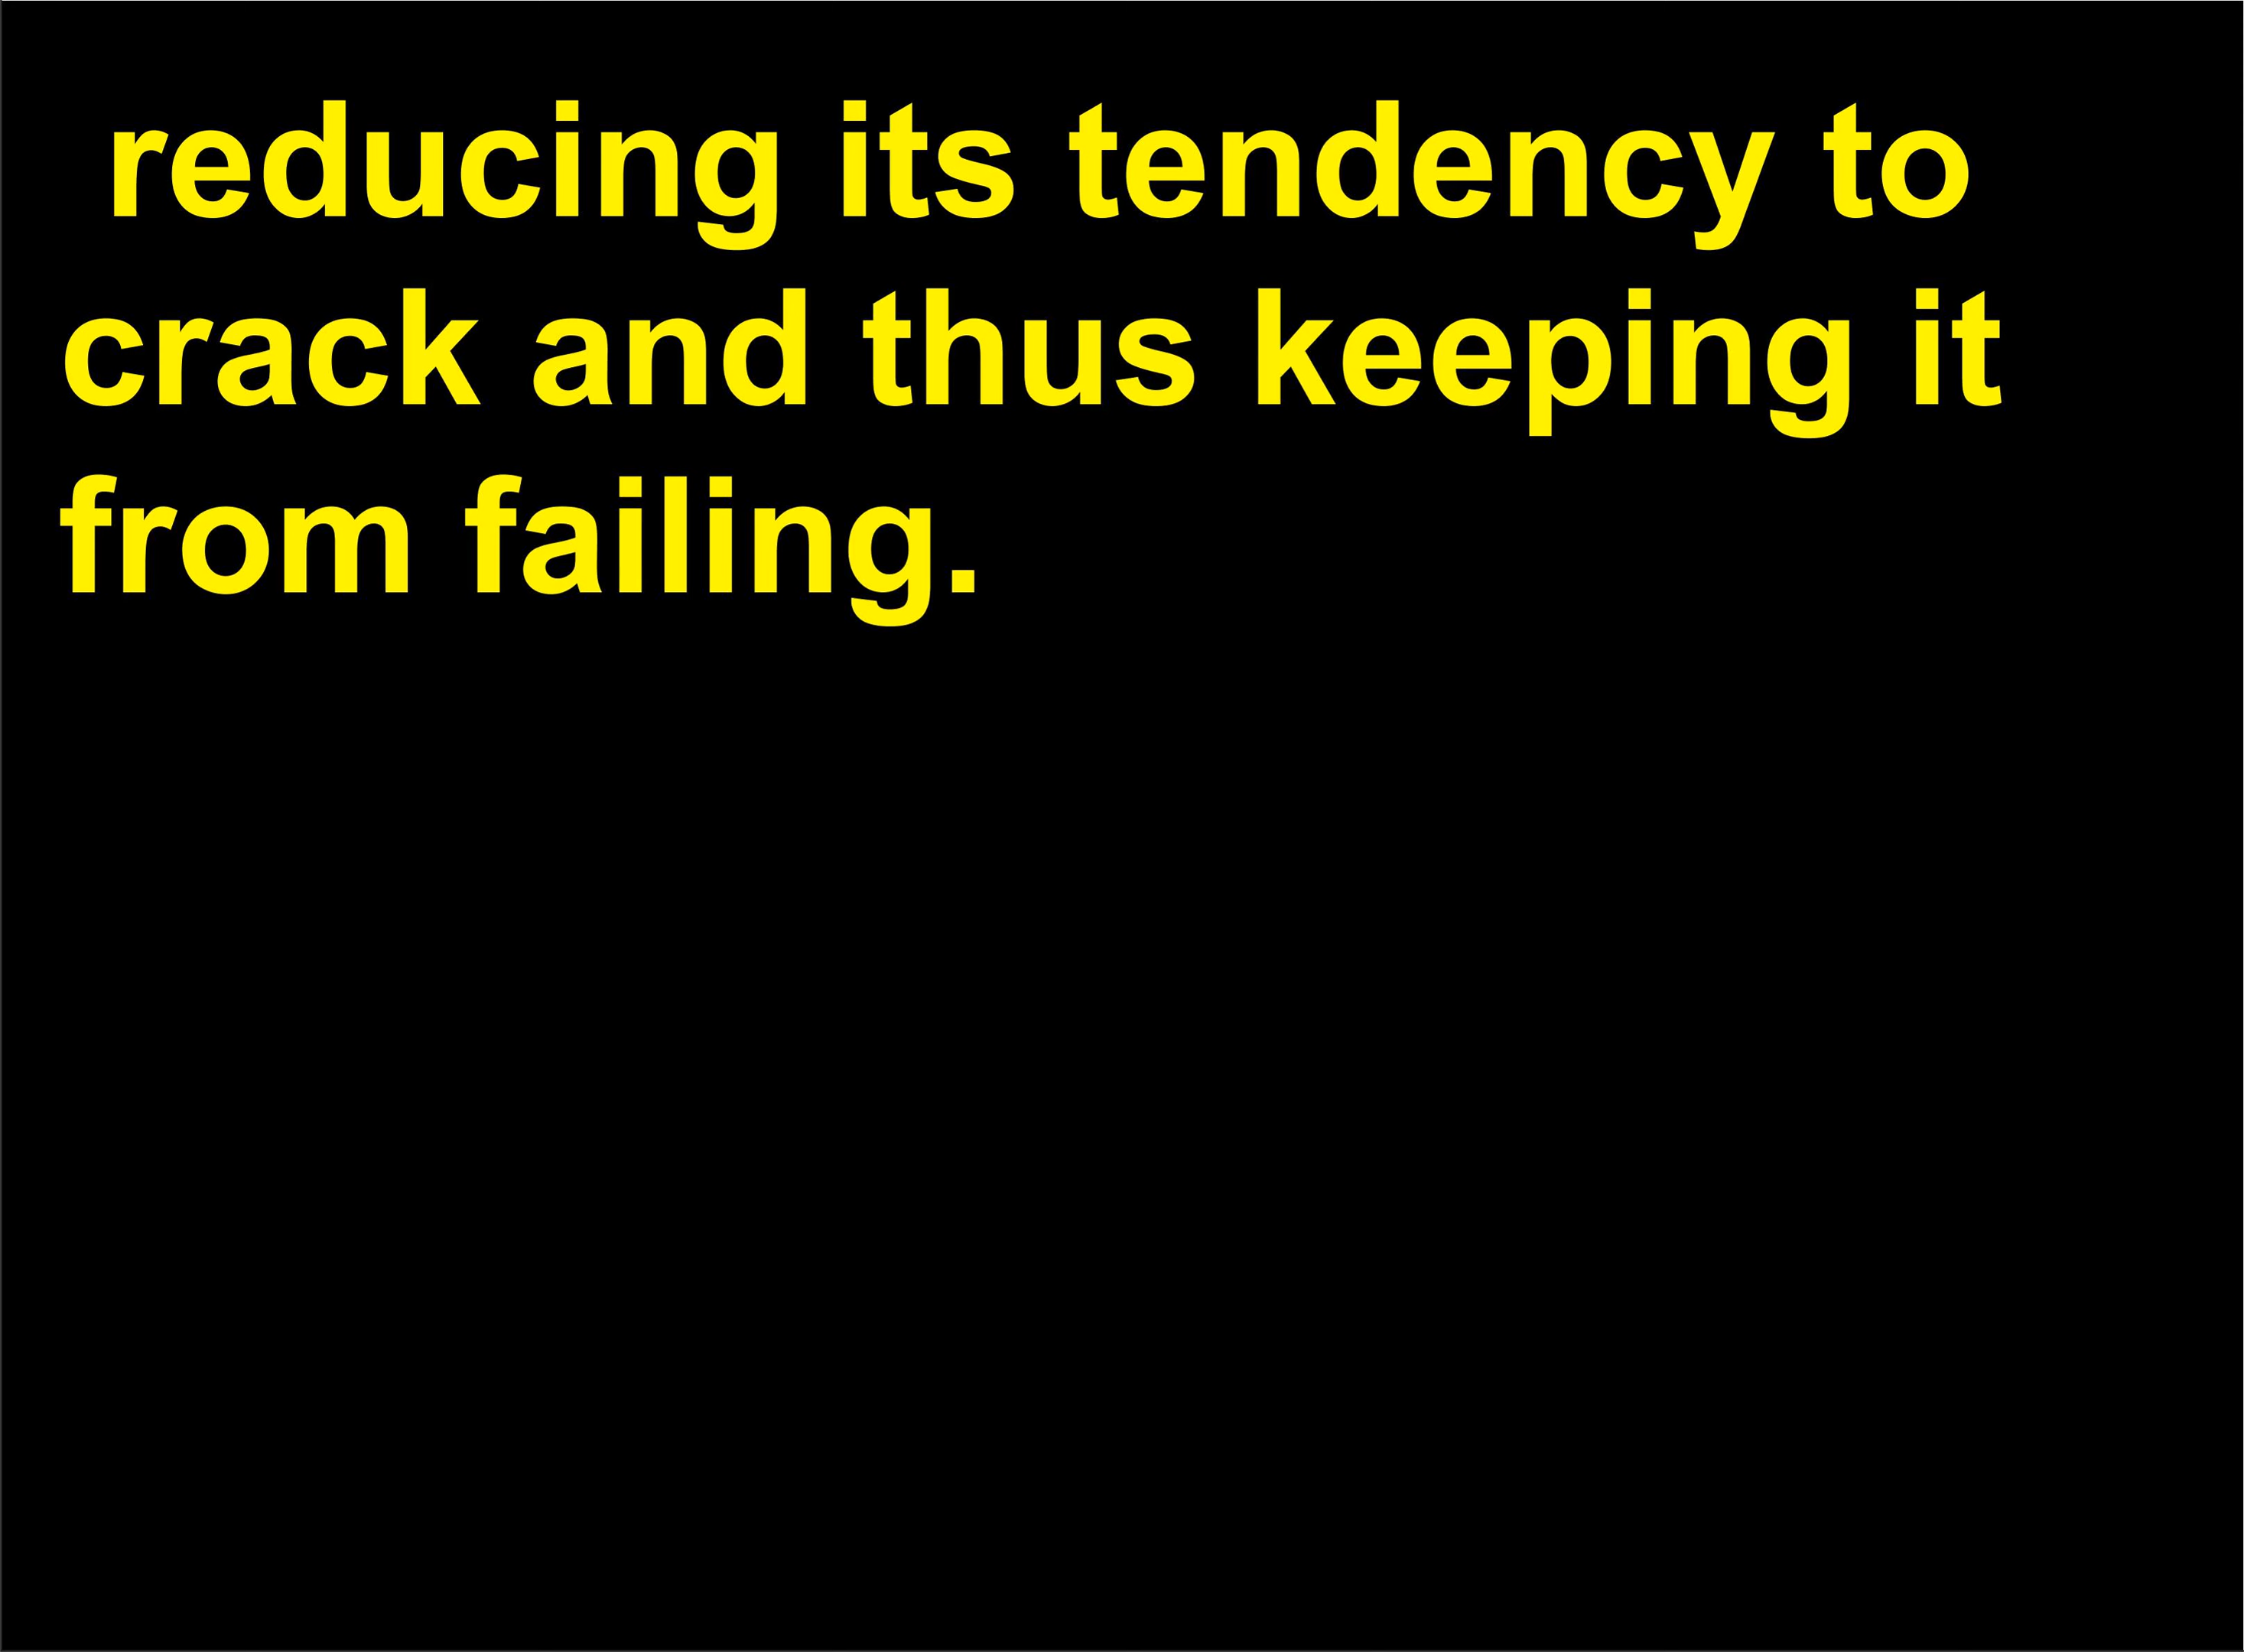 reducing its tendency to
crack and thus keeping it
from failing.